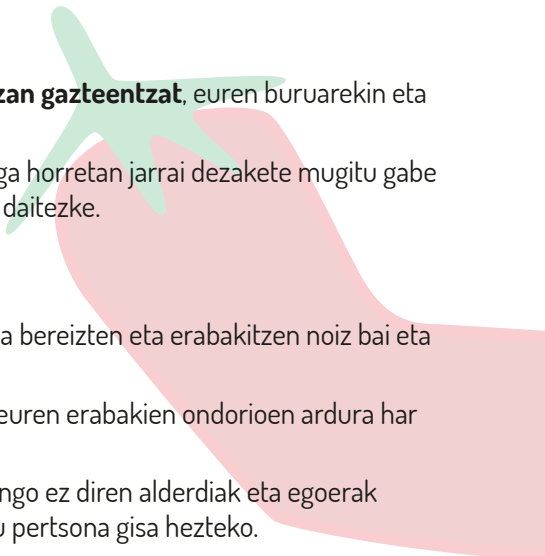 zan gazteentzat, euren buruarekin eta
ga horretan jarrai dezakete mugitu gabe
daitezke.
a bereizten eta erabakitzen noiz bai eta
euren erabakien ondorioen ardura har
ngo ez diren alderdiak eta egoerak
u pertsona gisa hezteko.